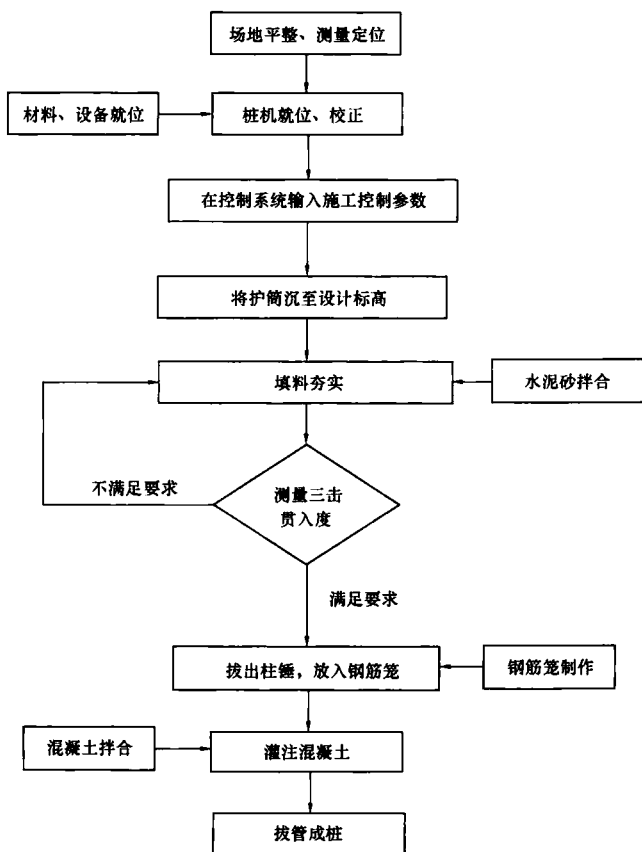 场地平整、测量定位
材料、设备就位
桩机就位、校正
在控制系统输入施工控制参数
将护筒沉至设计标高
填料夯实
水泥砂拌合
不满足要求
测量三击
贯入度
满足要求
拔出柱锤，放入钢筋笼
钢筋笼制作
混凝土拌合
灌注混凝土
拔管成桩